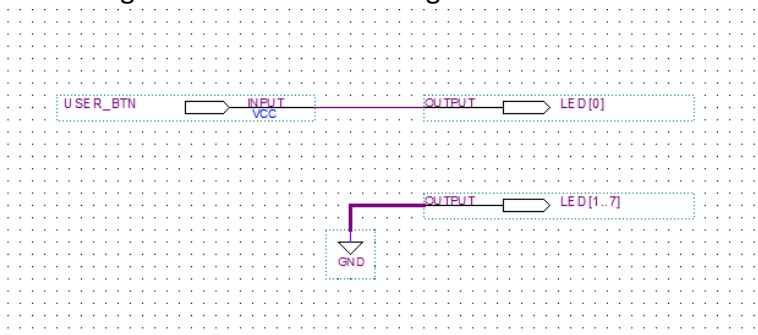 USER_BTN INPUT OUTPUT LED[0]
VCC
OUTPUT LED[1..7]
GND